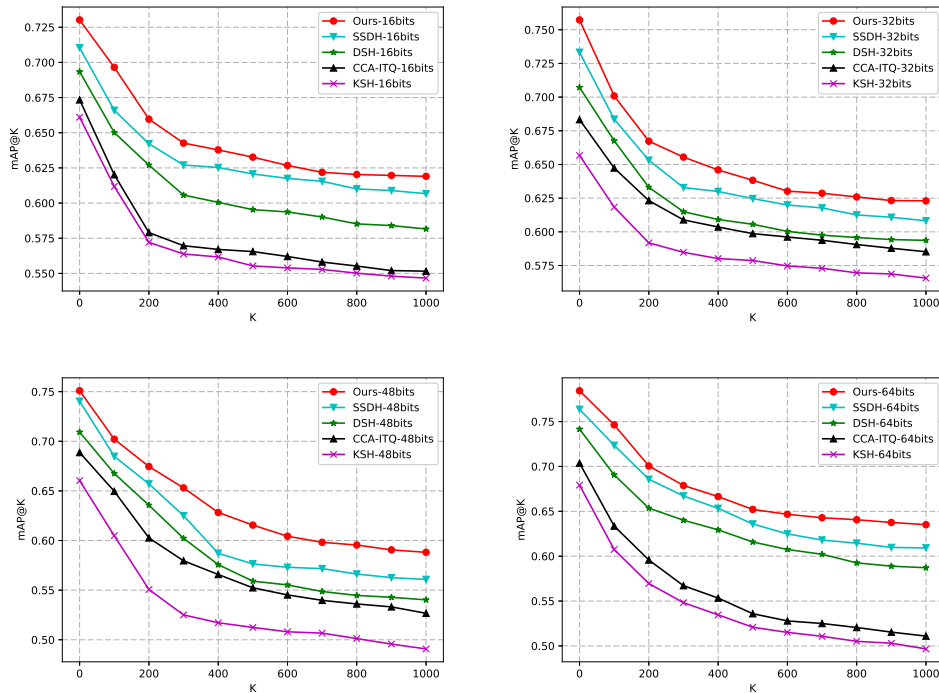 0.725
0.700
0.675
0.650
0.625
0.600
0.575
0.550
mAP@K
0 200 400 600 800 1000
K
Ours-16bits
SSDH-16bits
DSH-16bits
CCA-ITQ-16bits
KSH-16bits
0.750
0.725
0.700
0.675
0.650
0.625
0.600
0.575
mAP@K
0 200 400 600 800 1000
K
Ours-32bits
SSDH-32bits
DSH-32bits
CCA-ITQ-32bits
KSH-32bits
0.75
0.70
0.65
0.60
0.55
0.50
mAP@K
0 200 400 600 800 1000
K
Ours-48bits
SSDH-48bits
DSH-48bits
CCA-ITQ-48bits
KSH-48bits
0.75
0.70
0.65
0.60
0.55
0.50
mAP@K
0 200 400 600 800 1000
K
Ours-64bits
SSDH-64bits
DSH-64bits
CCA-ITQ-64bits
KSH-64bits